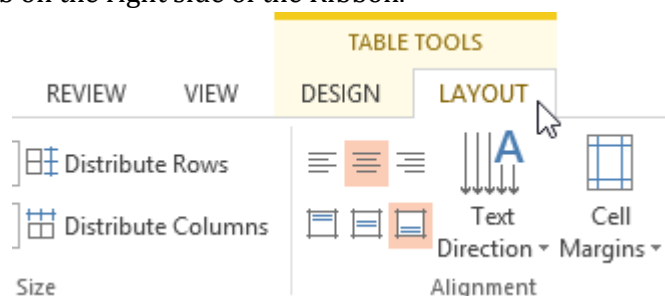 s on the right side of the Ribbon.
TABLE TOOLS
REVIEW VIEW DESIGN LAYOUT
Distribute Rows
Distribute Columns
Text Direction
Cell Margins
Size Alignment